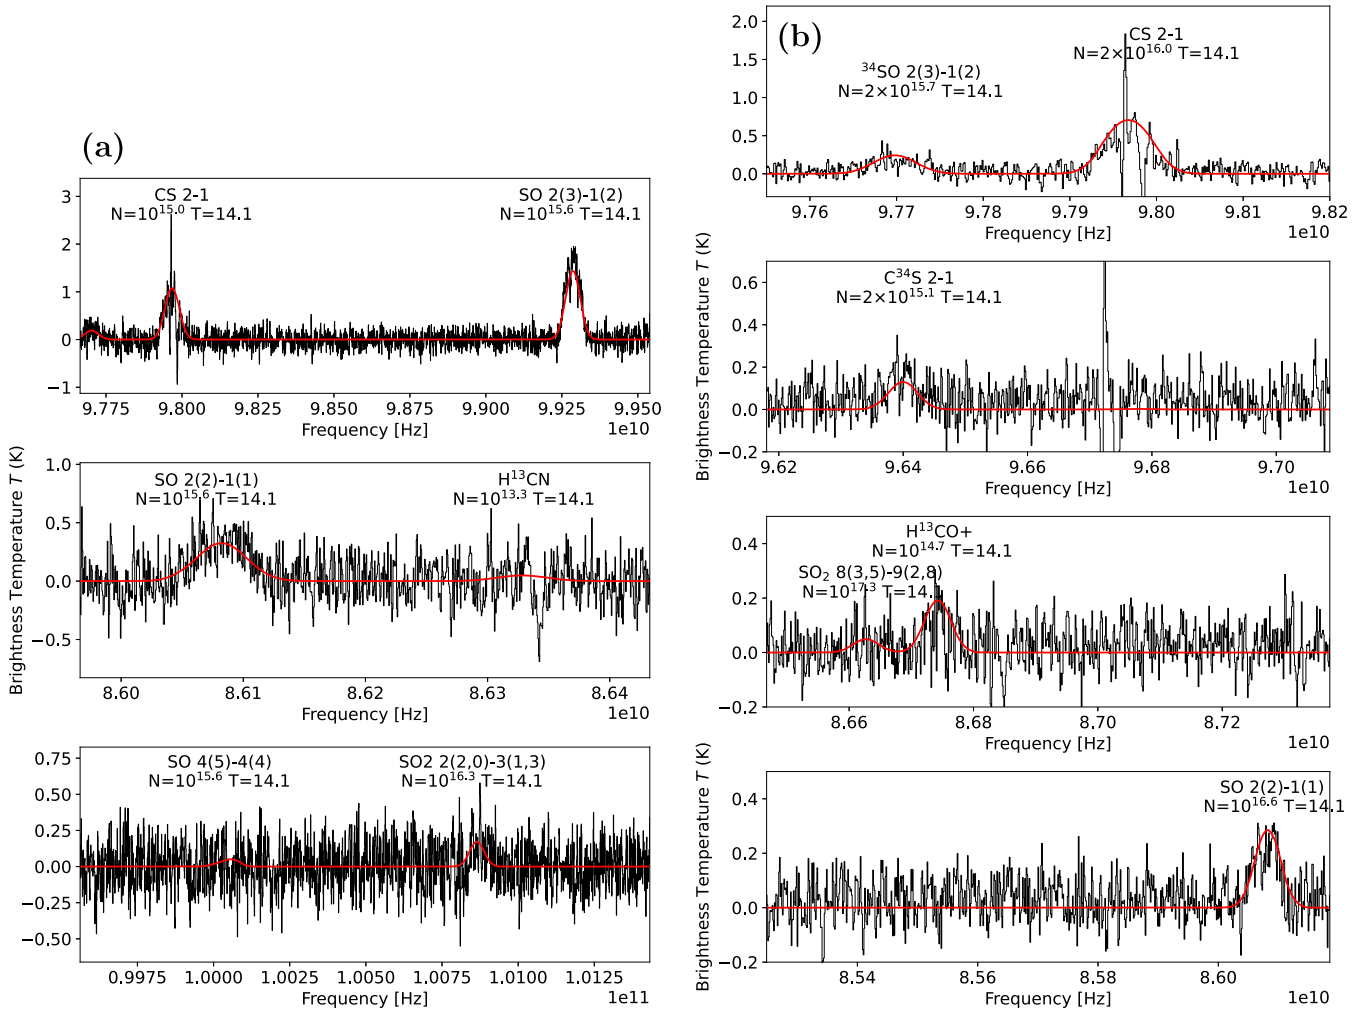 (a)
CS 2-1
N=10^15.0 T=14.1
SO 2(3)-1(2)
N=10^15.6 T=14.1
3
2
1
0
−1
9.775 9.800 9.825 9.850 9.875 9.900 9.925 9.950
Frequency [Hz]
1e10
SO 2(2)-1(1)
N=10^15.6 T=14.1
H¹³CN
N=10^13.3 T=14.1
1.0
0.5
0.0
−0.5
Brightness Temperature T (K)
8.60 8.61 8.62 8.63 8.64
Frequency [Hz]
1e10
SO 4(5)-4(4)
N=10^15.6 T=14.1
SO2 2(2,0)-3(1,3)
N=10^16.3 T=14.1
0.75
0.50
0.25
0.00
−0.25
−0.50
0.9975 1.0000 1.0025 1.0050 1.0075 1.0100 1.0125
Frequency [Hz]
1e11
(b)
³⁴SO 2(3)-1(2)
N=2×10^15.7 T=14.1
CS 2-1
N=2×10^16.0 T=14.1
2.0
1.5
1.0
0.5
0.0
9.76 9.77 9.78 9.79 9.80 9.81 9.82
Frequency [Hz]
1e10
C³⁴S 2-1
N=2×10^15.1 T=14.1
0.6
0.4
0.2
0.0
−0.2
Brightness Temperature T (K)
9.62 9.64 9.66 9.68 9.70
Frequency [Hz]
1e10
H¹³CO+
N=10^14.7 T=14.1
SO₂ 8(3,5)-9(2,8)
N=10^17.3 T=14.
0.4
0.2
0.0
−0.2
8.66 8.68 8.70 8.72
Frequency [Hz]
1e10
SO 2(2)-1(1)
N=10^16.6 T=14.1
0.4
0.2
0.0
−0.2
Brightness Temperature T (K)
8.54 8.56 8.58 8.60
Frequency [Hz]
1e10